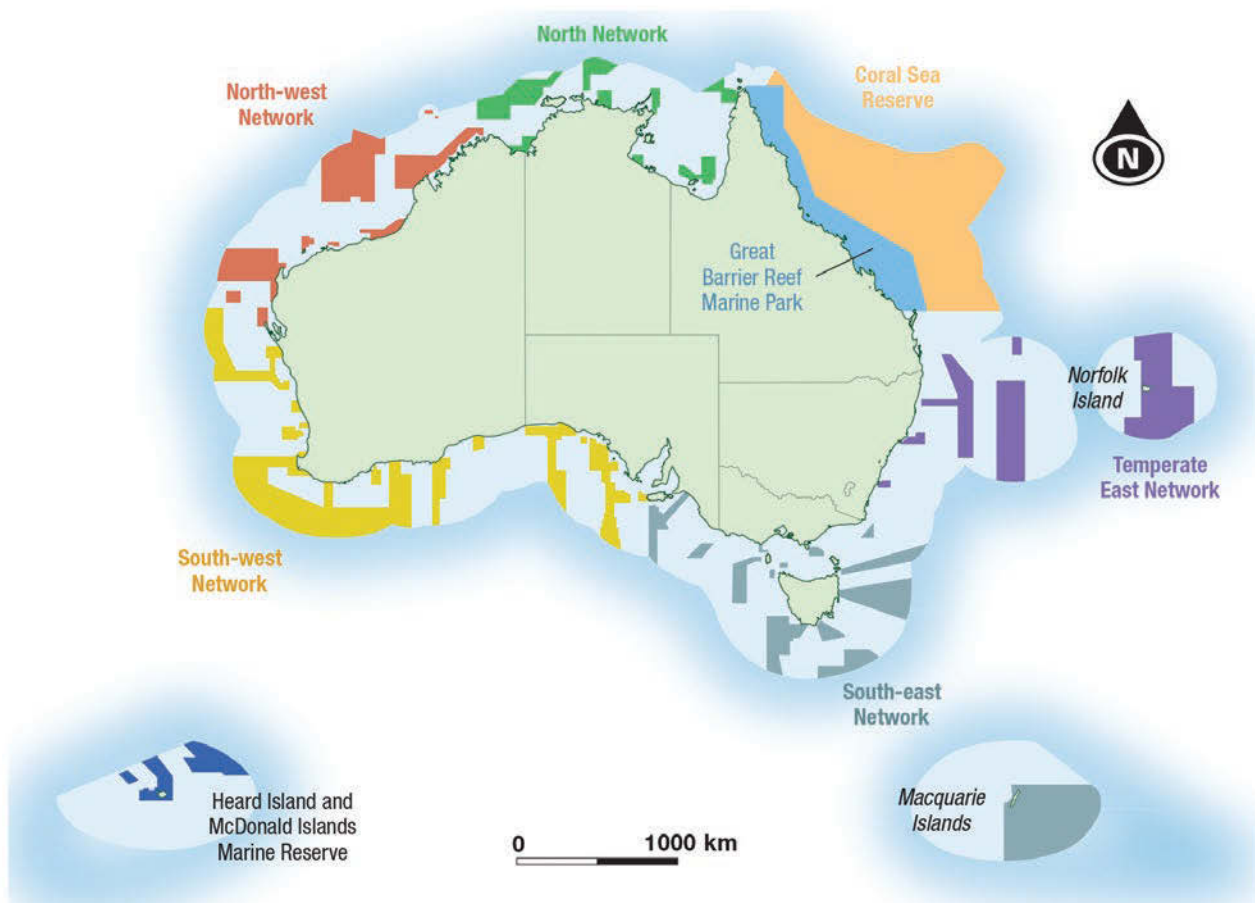 North Network
North-west
Network
Coral Sea
Reserve
N
Great
Barrier Reef
Marine Park
Norfolk
Island
Temperate
East Network
South-west
Network
South-east
Network
Heard Island and
McDonald Islands
Marine Reserve
Macquarie
Islands
0 1000 km